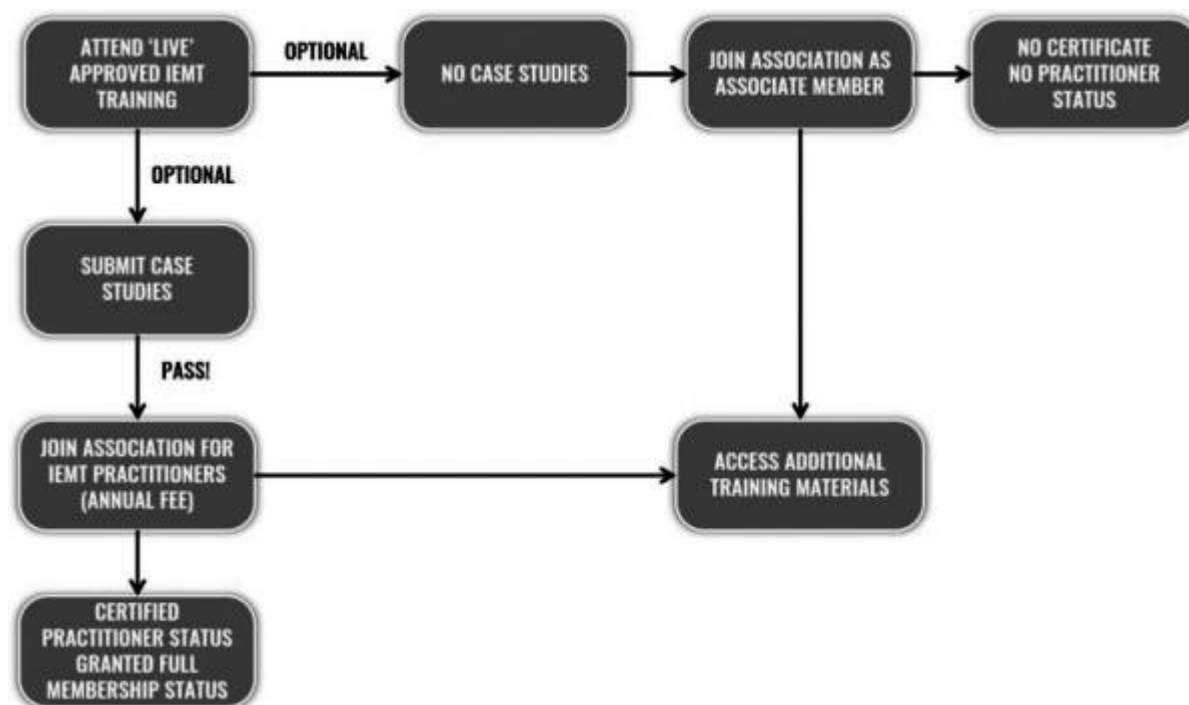 ATTEND ‘LIVE’
APPROVED IEMT
TRAINING
OPTIONAL
NO CASE STUDIES
JOIN ASSOCIATION AS
ASSOCIATE MEMBER
NO CERTIFICATE
NO PRACTITIONER
STATUS
OPTIONAL
SUBMIT CASE
STUDIES
PASS!
JOIN ASSOCIATION FOR
IEMT PRACTITIONERS
(ANNUAL FEE)
ACCESS ADDITIONAL
TRAINING MATERIALS
CERTIFIED
PRACTITIONER STATUS
GRANTED FULL
MEMBERSHIP STATUS